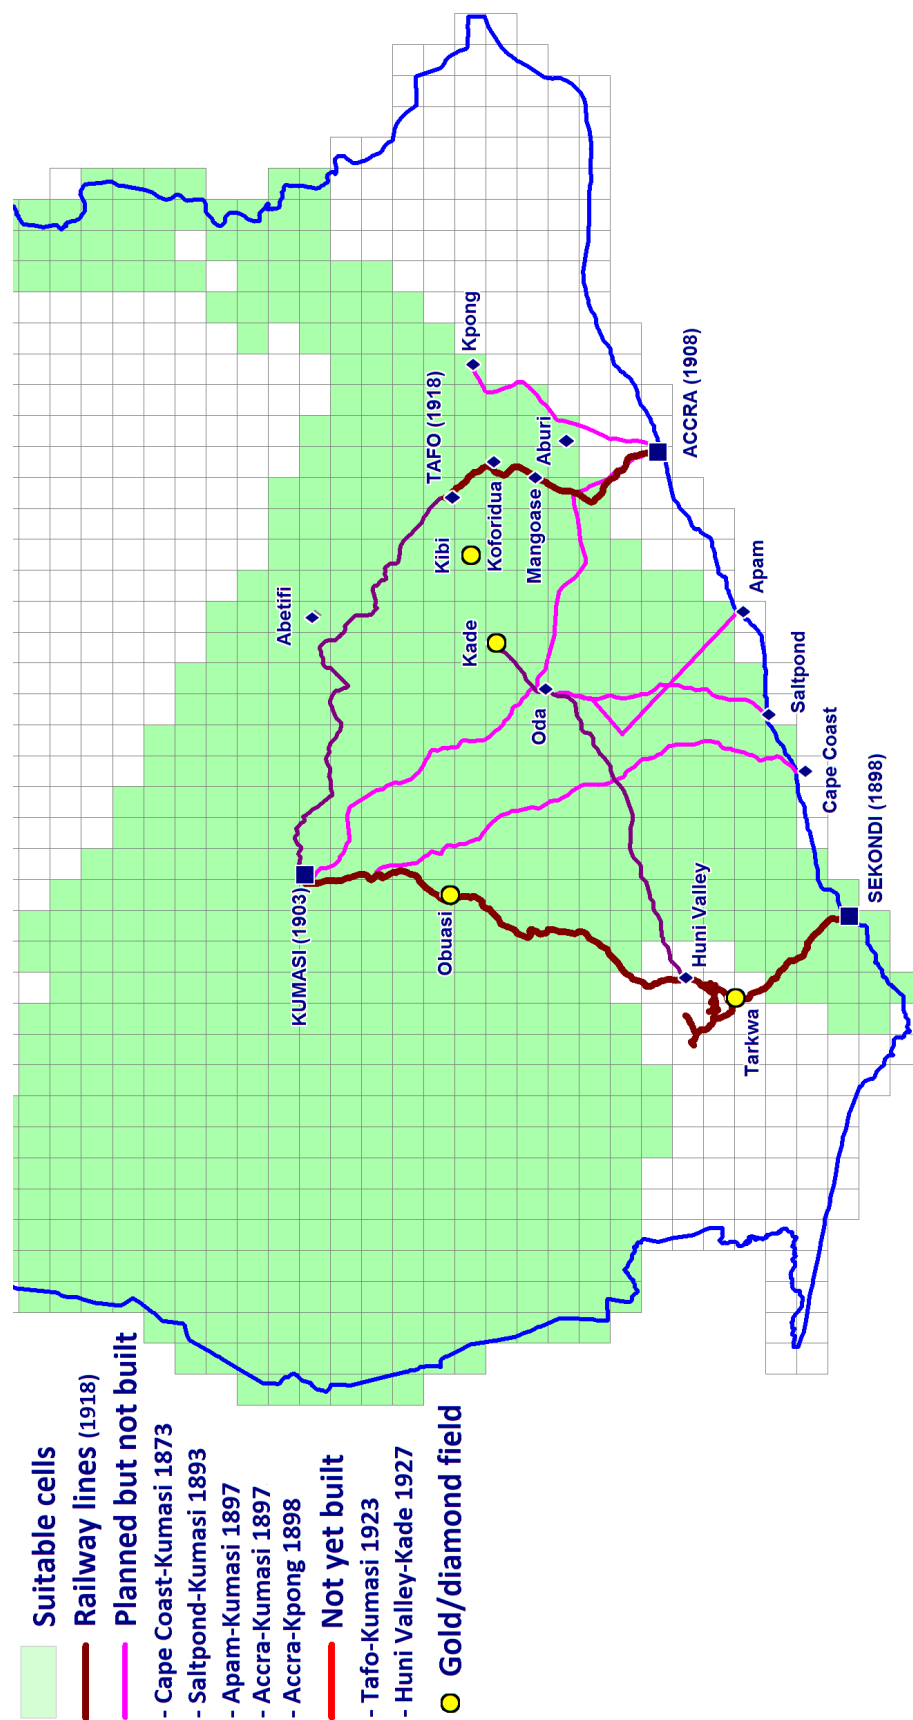 Suitable cells
Railway lines (1918)
Planned but not built
- Cape Coast-Kumasi 1873
- Saltpond-Kumasi 1893
- Apam-Kumasi 1897
- Accra-Kumasi 1897
- Accra-Kpong 1898
Not yet built
- Tafo-Kumasi 1923
- Huni Valley-Kade 1927
Gold/diamond field
Abetifi
KUMASI (1903)
TAFO (1918)
Kpong
Kibi
Kade
Koforidua
Obuasi
Mangoase
Aburi
Oda
ACCRA (1908)
Huni Valley
Apam
Tarkwa
Saltpond
Cape Coast
SEKONDI (1898)